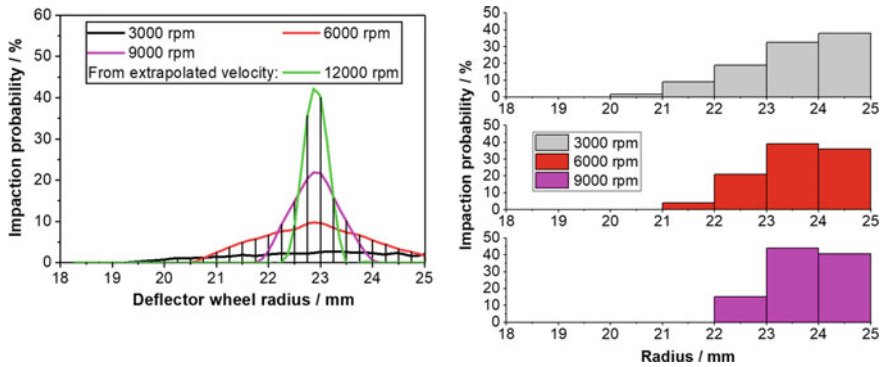 Impaction probability / %
60
50
40
30
20
10
0
3000 rpm 6000 rpm
9000 rpm
From extrapolated velocity: 12000 rpm
18 19 20 21 22 23 24 25
Deflector wheel radius / mm
Impaction probability / %
50
40
30
20
10
0
18 19 20 21 22 23 24 25
50
40
30
20
10
0
3000 rpm
6000 rpm
9000 rpm
18 19 20 21 22 23 24 25
40
30
20
10
0
18 19 20 21 22 23 24 25
Radius / mm